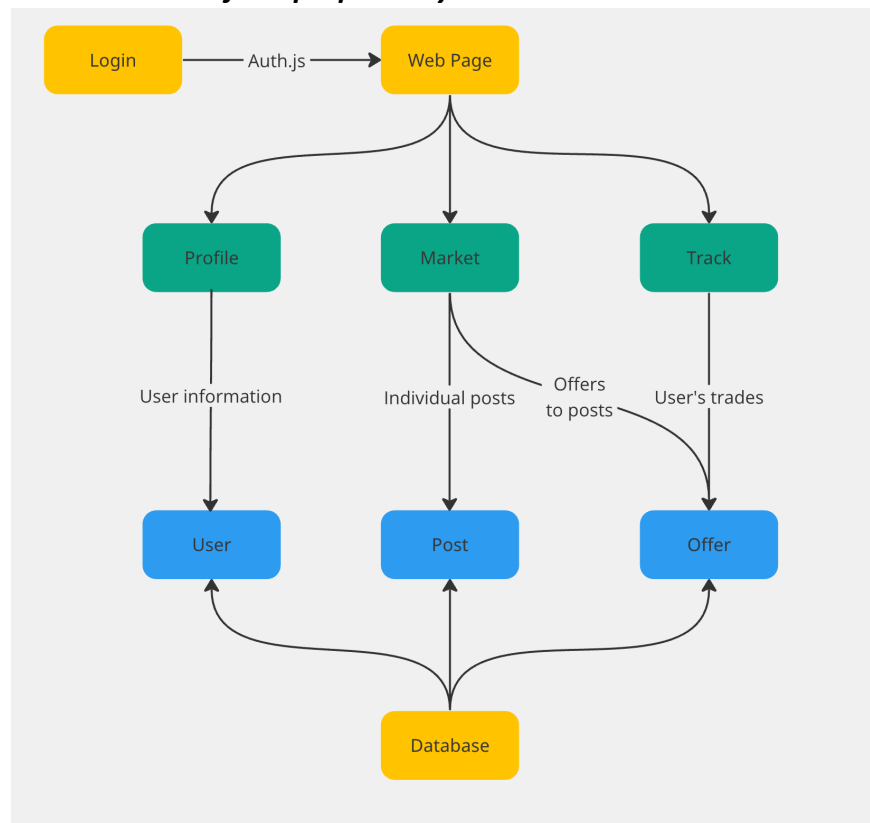 Login
Auth.js
Web Page
Profile
Market
Track
User information
Individual posts
Offers
to posts
User's trades
User
Post
Offer
Database